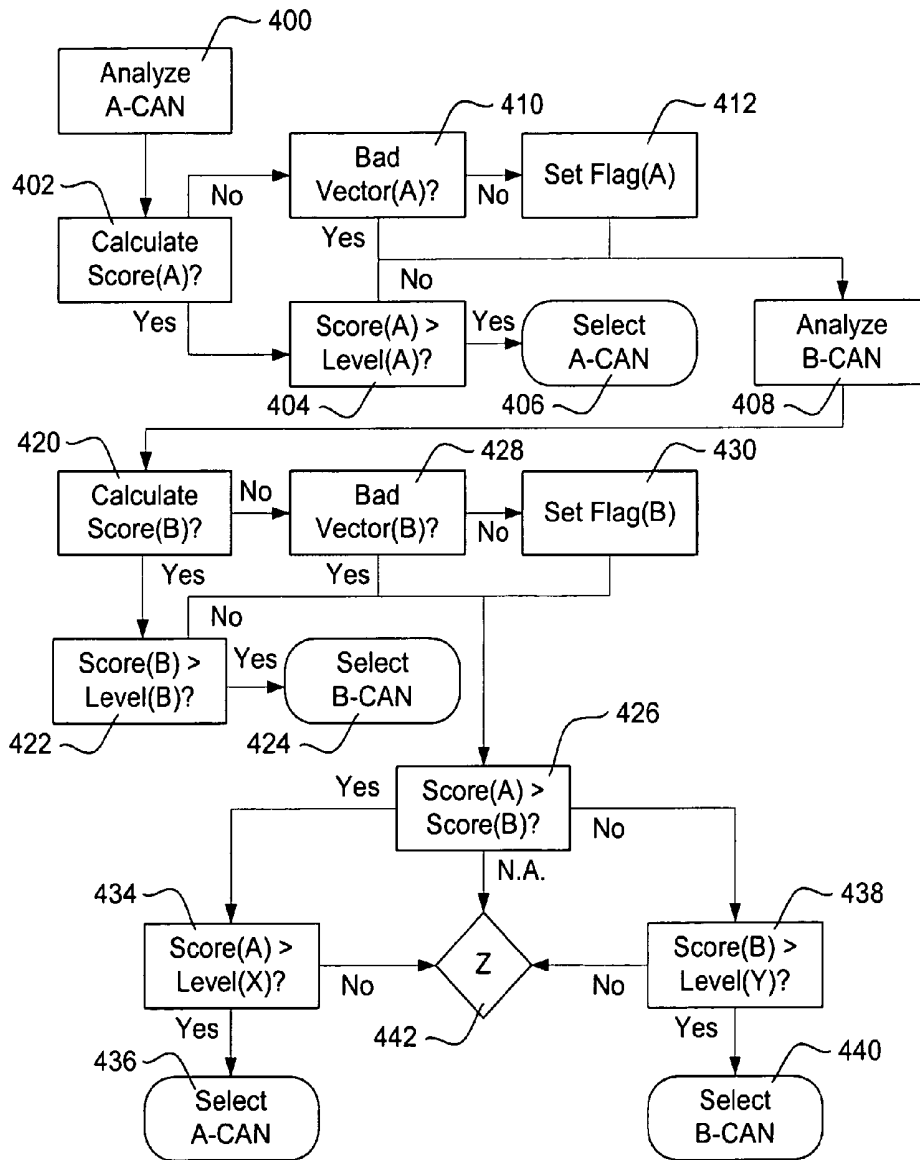 400
Analyze
A-CAN
410
412
402
No
Bad
Vector(A)?
No
Set Flag(A)
Calculate
Score(A)?
Yes
No
Yes
Score(A) >
Level(A)?
Yes
Select
A-CAN
Analyze
B-CAN
404
406
408
420
428
430
Calculate
Score(B)?
No
Bad
Vector(B)?
No
Set Flag(B)
Yes
Yes
No
Score(B) >
Level(B)?
Yes
Select
B-CAN
422
424
426
Yes
Score(A) >
Score(B)?
No
N.A.
434
438
Score(A) >
Level(X)?
No
Z
Score(B) >
Level(Y)?
No
Yes
442
Yes
436
440
Select
A-CAN
Select
B-CAN